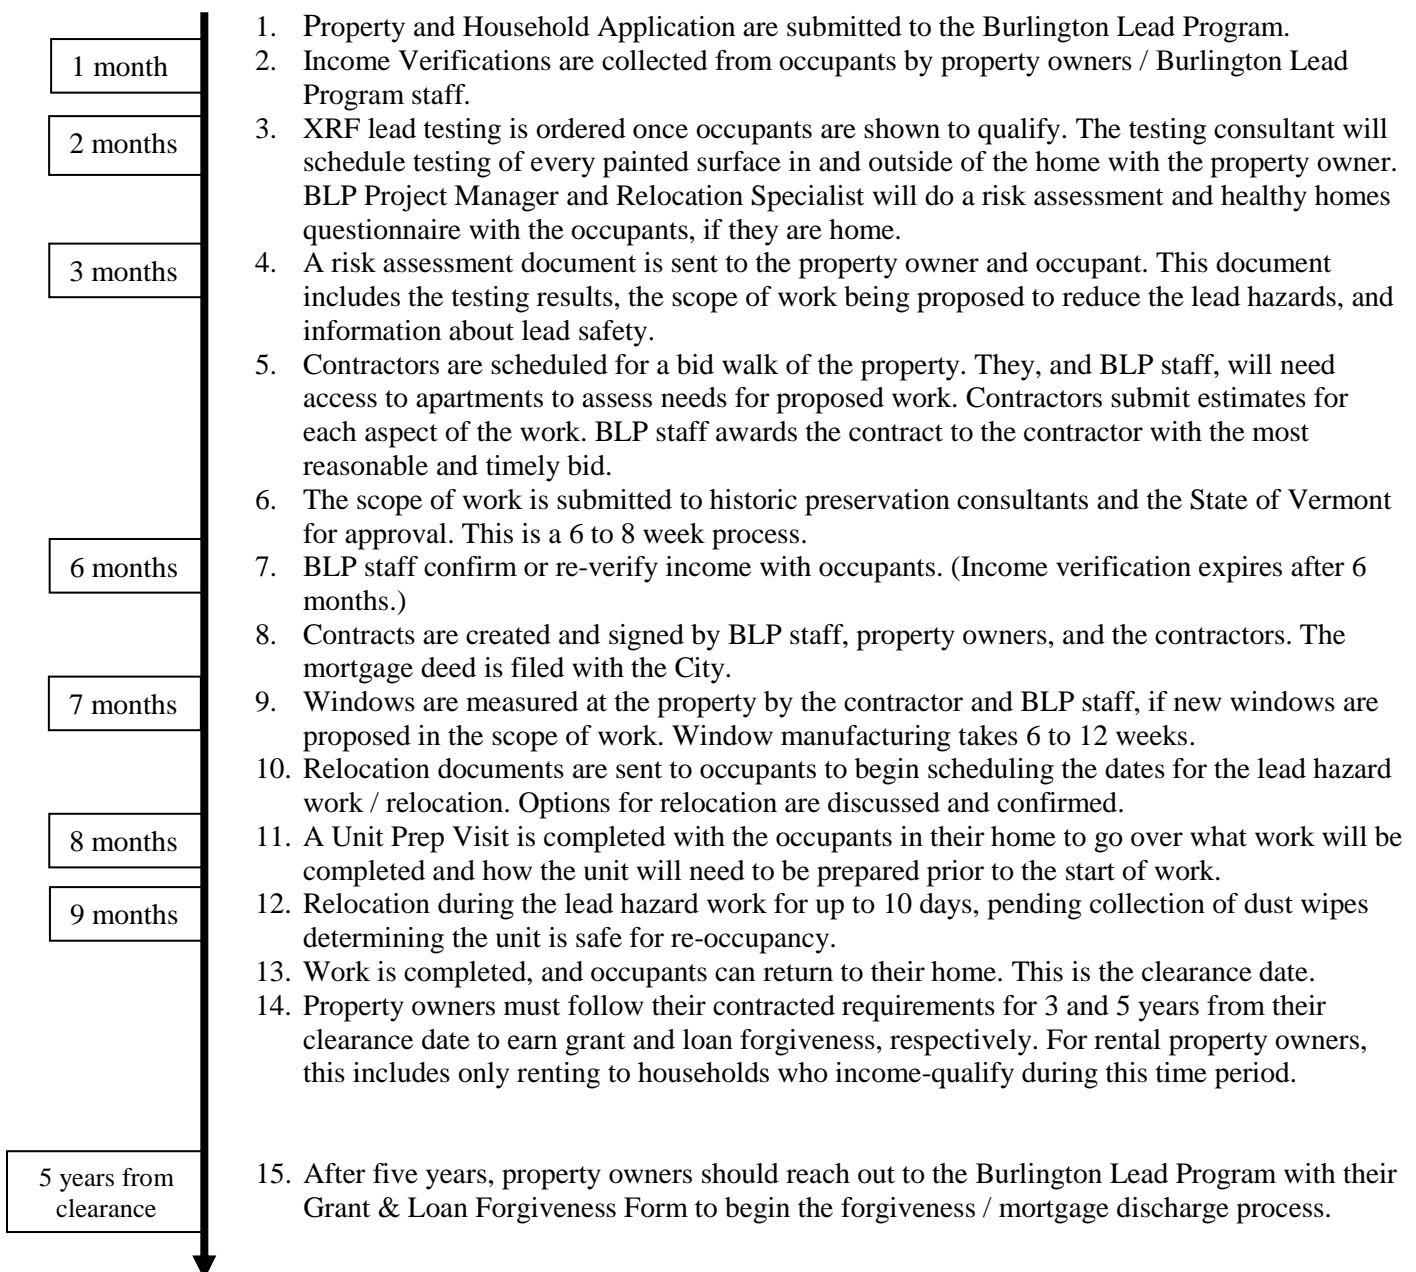 1. Property and Household Application are submitted to the Burlington Lead Program.
1 month
2. Income Verifications are collected from occupants by property owners / Burlington Lead
Program staff.
2 months
3. XRF lead testing is ordered once occupants are shown to qualify. The testing consultant will
schedule testing of every painted surface in and outside of the home with the property owner.
BLP Project Manager and Relocation Specialist will do a risk assessment and healthy homes
questionnaire with the occupants, if they are home.
3 months
4. A risk assessment document is sent to the property owner and occupant. This document
includes the testing results, the scope of work being proposed to reduce the lead hazards, and
information about lead safety.
5. Contractors are scheduled for a bid walk of the property. They, and BLP staff, will need
access to apartments to assess needs for proposed work. Contractors submit estimates for
each aspect of the work. BLP staff awards the contract to the contractor with the most
reasonable and timely bid.
6. The scope of work is submitted to historic preservation consultants and the State of Vermont
for approval. This is a 6 to 8 week process.
6 months
7. BLP staff confirm or re-verify income with occupants. (Income verification expires after 6
months.)
8. Contracts are created and signed by BLP staff, property owners, and the contractors. The
mortgage deed is filed with the City.
7 months
9. Windows are measured at the property by the contractor and BLP staff, if new windows are
proposed in the scope of work. Window manufacturing takes 6 to 12 weeks.
10. Relocation documents are sent to occupants to begin scheduling the dates for the lead hazard
work / relocation. Options for relocation are discussed and confirmed.
8 months
11. A Unit Prep Visit is completed with the occupants in their home to go over what work will be
completed and how the unit will need to be prepared prior to the start of work.
9 months
12. Relocation during the lead hazard work for up to 10 days, pending collection of dust wipes
determining the unit is safe for re-occupancy.
13. Work is completed, and occupants can return to their home. This is the clearance date.
14. Property owners must follow their contracted requirements for 3 and 5 years from their
clearance date to earn grant and loan forgiveness, respectively. For rental property owners,
this includes only renting to households who income-qualify during this time period.
5 years from
clearance
15. After five years, property owners should reach out to the Burlington Lead Program with their
Grant & Loan Forgiveness Form to begin the forgiveness / mortgage discharge process.